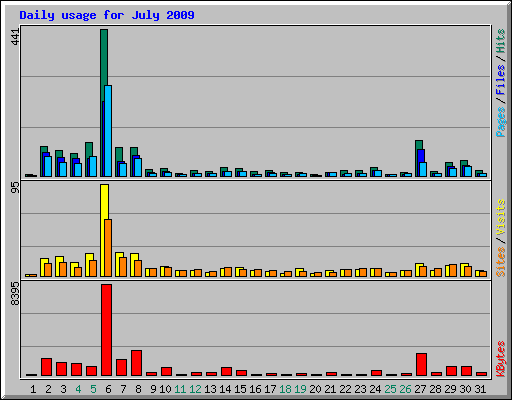 Daily usage for July 2009
441
Pages / Files / Hits
95
Sites / Visits
8395
KBytes
1 2 3 4 5 6 7 8 9 10 11 12 13 14 15 16 17 18 19 20 21 22 23 24 25 26 27 28 29 30 31